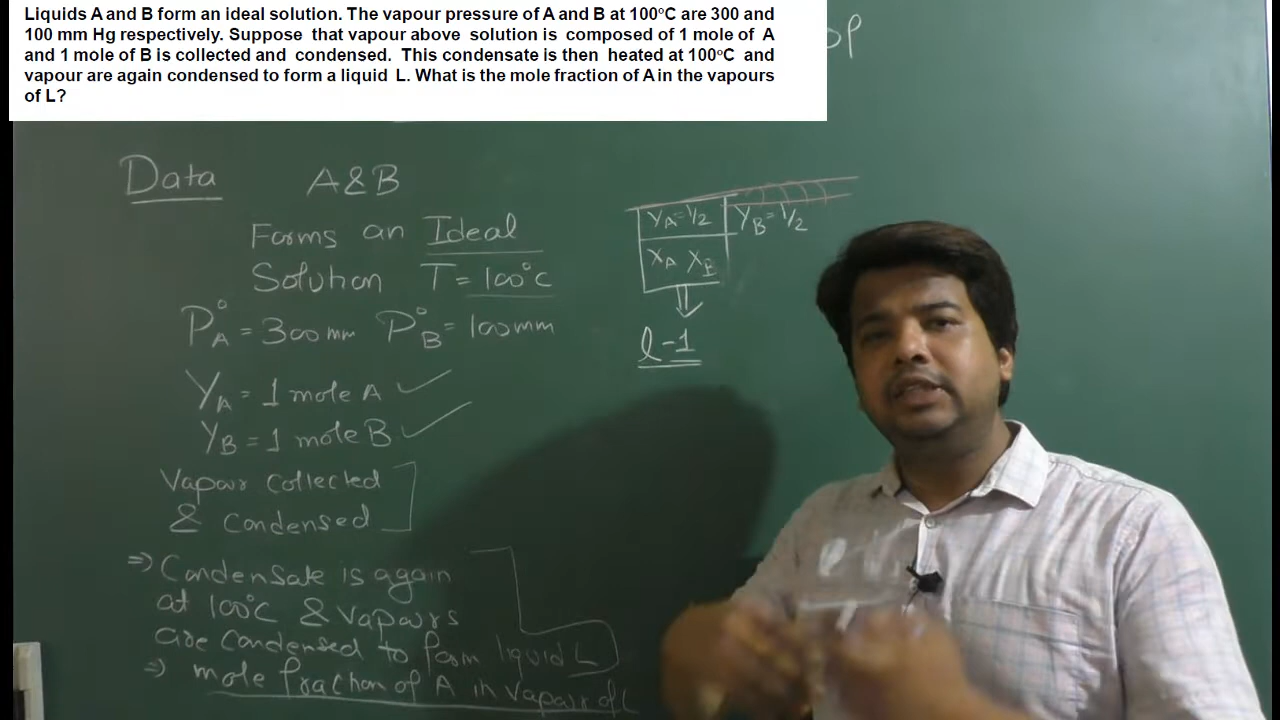 Liquids A and B form an ideal solution. The vapour pressure of A and B at 100°C are 300 and
100 mm Hg respectively. Suppose that vapour above solution is composed of 1 mole of A
and 1 mole of B is collected and condensed. This condensate is then heated at 100°C and
vapour are again condensed to form a liquid L. What is the mole fraction of A in the vapours
of L?
OP
Data A&B
Forms an Ideal
Solution T = 100°C
P°A = 300 mm P°B = 100mm
YA = 1 mole A ✓
YB = 1 mole B ✓
Vapour collected
& condensed
⇒ Condensate is again
at 100°C & Vapours
are condensed to form liquid L
⇒ mole fraction of A in Vapour of L
YA = 1/2 YB = 1/2
XA XB
l - 1